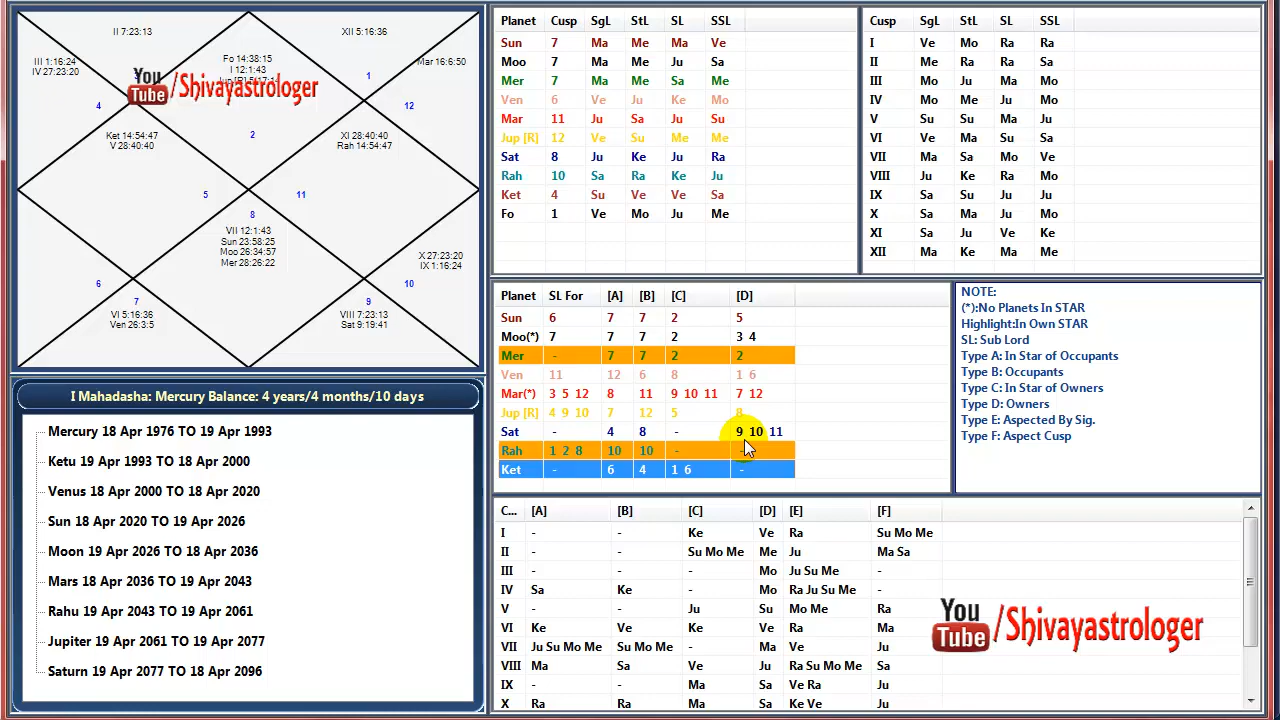 II 7:23:13
XII 5:16:36
III 1:16:24
IV 27:23:20
Fo 14:38:15
I 12:1:43
Mar 16:6:50
You
Tube /Shivayastrologer
1
4
12
Ket 14:54:47
V 28:40:40
2
XI 28:40:40
Rah 14:54:47
5
11
8
VII 12:1:43
Sun 23:58:25
Moo 26:34:57
Mer 28:26:22
X 27:23:20
IX 1:16:24
6
10
7
9
VI 5:16:36
Ven 26:3:5
VIII 7:23:13
Sat 9:19:41
Planet Cusp SgL StL SL SSL
Sun 7 Ma Me Ma Ve
Moo 7 Ma Me Ju Sa
Mer 7 Ma Me Sa Me
Ven 6 Ve Ju Ke Mo
Mar 11 Ju Sa Ju Su
Jup [R] 12 Ve Su Me Me
Sat 8 Ju Ke Ju Ra
Rah 10 Sa Ra Ke Ju
Ket 4 Su Ve Ve Sa
Fo 1 Ve Mo Ju Me
Cusp SgL StL SL SSL
I Ve Mo Ra Ra
II Me Ra Ra Sa
III Mo Ju Ma Mo
IV Mo Me Ju Mo
V Su Su Ma Ju
VI Ve Ma Su Sa
VII Ma Sa Mo Ve
VIII Ju Ke Ra Mo
IX Sa Su Ju Ju
X Sa Ma Ju Mo
XI Sa Ju Ve Ke
XII Ma Ke Ma Me
Planet SL For [A] [B] [C] [D]
Sun 6 7 7 2 5
Moo(*) 7 7 7 2 3 4
Mer - 7 7 2 2
Ven 11 12 6 8 1 6
Mar(*) 3 5 12 8 11 9 10 11 7 12
Jup [R] 4 9 10 7 12 5 8
Sat - 4 8 - 9 10 11
Rah 1 2 8 10 10 - -
Ket - 6 4 1 6 -
NOTE:
(*):No Planets In STAR
Highlight:In Own STAR
SL: Sub Lord
Type A: In Star of Occupants
Type B: Occupants
Type C: In Star of Owners
Type D: Owners
Type E: Aspected By Sig.
Type F: Aspect Cusp
I Mahadasha: Mercury Balance: 4 years/4 months/10 days
Mercury 18 Apr 1976 TO 19 Apr 1993
Ketu 19 Apr 1993 TO 18 Apr 2000
Venus 18 Apr 2000 TO 18 Apr 2020
Sun 18 Apr 2020 TO 19 Apr 2026
Moon 19 Apr 2026 TO 18 Apr 2036
Mars 18 Apr 2036 TO 19 Apr 2043
Rahu 19 Apr 2043 TO 19 Apr 2061
Jupiter 19 Apr 2061 TO 19 Apr 2077
Saturn 19 Apr 2077 TO 18 Apr 2096
C... [A] [B] [C] [D] [E] [F]
I - - Ke Ve Ra Su Mo Me
II - - Su Mo Me Me Ju Ma Sa
III - - - Mo Ju Su Me -
IV Sa Ke - Mo Ra Ju Su Me -
V - - Ju Su Mo Me Ra
VI Ke Ve Ke Ve Ra Ma
VII Ju Su Mo Me Su Mo Me - Ma Ve Ju
VIII Ma Sa Ve Ju Ra Su Mo Me Sa
IX - - Ma Sa Ve Ra Ju
X Ra Ra Ma Sa Ke Ve Ju
You
Tube /Shivayastrologer